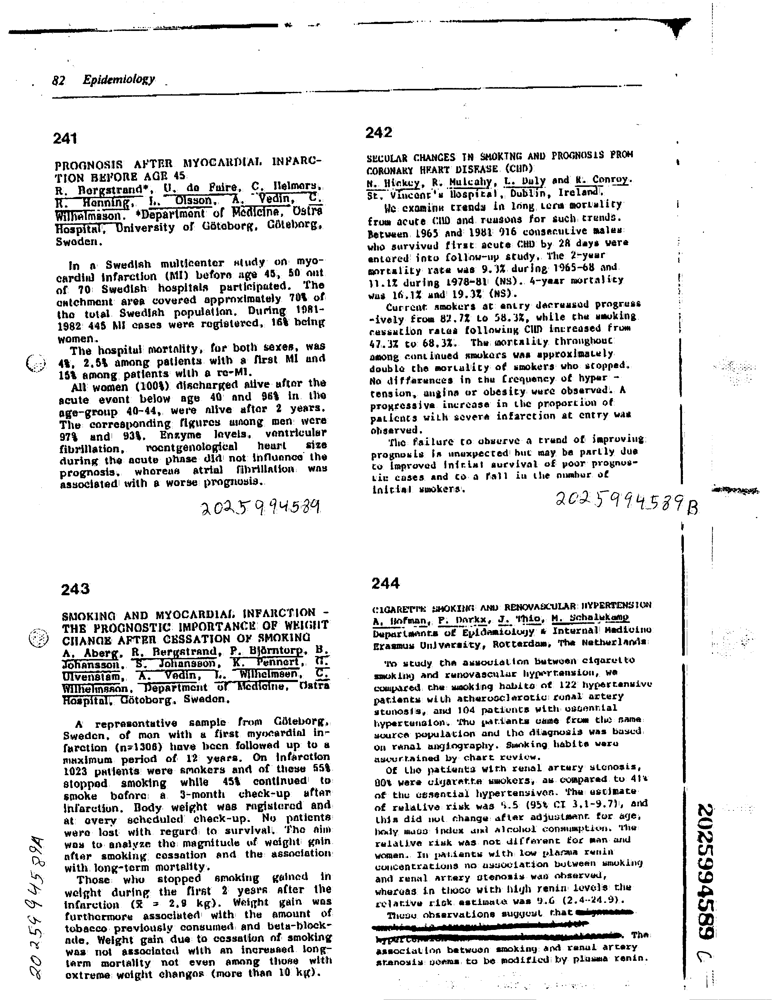 82 Epidemiology
241
PROGNOSIS AFTER MYOCARDIAL INFARC-
TION BEFORE AGE 45
R. Bergstrand*, U. de Faire, C. Helmers,
R. Henning, L. Olsson, A. Vedin, C.
Wilhelmsson. *Department of Medicine, Östra
Hospital, University of Göteborg, Göteborg,
Sweden.
In a Swedish multicenter study on myo-
cardial infarction (MI) before age 45, 50 out
of 70 Swedish hospitals participated. The
catchment area covered approximately 70% of
the total Swedish population. During 1981-
1982 445 MI cases were registered, 16% being
women.
The hospital mortality, for both sexes, was
4%, 2.5% among patients with a first MI and
15% among patients with a re-MI.
All women (100%) discharged alive after the
acute event below age 40 and 96% in the
age-group 40-44, were alive after 2 years.
The corresponding figures among men were
97% and 93%. Enzyme levels, ventricular
fibrillation, roentgenological heart size
during the acute phase did not influence the
prognosis, whereas atrial fibrillation was
associated with a worse prognosis.
2025994589
242
SECULAR CHANGES IN SMOKING AND PROGNOSIS FROM
CORONARY HEART DISEASE (CHD)
N. Hickey, R. Mulcahy, L. Daly and K. Conroy.
St. Vincent's Hospital, Dublin, Ireland.
We examine trends in long term mortality
from acute CHD and reasons for such trends.
Between 1965 and 1981 916 consecutive males
who survived first acute CHD by 28 days were
entered into follow-up study. The 2-year
mortality rate was 9.3% during 1965-68 and
11.1% during 1978-81 (NS). 4-year mortality
was 16.1% and 19.3% (NS).
Current smokers at entry decreased progress
-ively from 82.7% to 58.3%, while the smoking
cessation rates following CHD increased from
47.3% to 68.3%. The mortality throughout
among continued smokers was approximately
double the mortality of smokers who stopped.
No differences in the frequency of hyper -
tension, angina or obesity were observed. A
progressive increase in the proportion of
patients with severe infarction at entry was
observed.
The failure to observe a trend of improving
prognosis is unexpected but may be partly due
to improved initial survival of poor prognos-
tic cases and to a fall in the number of
initial smokers.
2025994589B
243
SMOKING AND MYOCARDIAL INFARCTION -
THE PROGNOSTIC IMPORTANCE OF WEIGHT
CHANGE AFTER CESSATION OF SMOKING
A. Aberg, R. Bergstrand, P. Björntorp, B.
Johansson, S. Johansson, K. Pennert, G.
Ulvenstam, A. Vedin, L. Wilhelmsen, C.
Wilhelmsson, Department of Medicine, Östra
Hospital, Götoborg, Sweden.
A representative sample from Göteborg,
Sweden, of men with a first myocardial in-
farction (n=1306) have been followed up to a
maximum period of 12 years. On infarction
1023 patients were smokers and of these 55%
stopped smoking while 45% continued to
smoke before a 3-month check-up after
infarction. Body weight was registered and
at every scheduled check-up. No patients
were lost with regard to survival. The aim
was to analyze the magnitude of weight gain
after smoking cessation and the association
with long-term mortality.
Those who stopped smoking gained in
weight during the first 2 years after the
infarction (x̄ = 2.9 kg). Weight gain was
furthermore associated with the amount of
tobacco previously consumed and beta-block-
ade. Weight gain due to cessation of smoking
was not associated with an increased long-
term mortality not even among those with
extreme weight changes (more than 10 kg).
2025994589A
244
CIGARETTE SMOKING AND RENOVASCULAR HYPERTENSION
A. Hofman, F. Derkx, J. Thio, M. Schalekamp
Departments of Epidemiology & Internal Medicine
Erasmus University, Rotterdam, The Netherlands
To study the association between cigarette
smoking and renovascular hypertension, we
compared the smoking habits of 122 hypertensive
patients with atherosclerotic renal artery
stenosis, and 104 patients with essential
hypertension. The patients came from the same
source population and the diagnosis was based
on renal angiography. Smoking habits were
ascertained by chart review.
Of the patients with renal artery stenosis,
80% were cigarette smokers, as compared to 41%
of the essential hypertensives. The estimate
of relative risk was 5.5 (95% CI 3.1-9.7), and
this did not change after adjustment for age,
body mass index and alcohol consumption. The
relative risk was not different for men and
women. In patients with low plasma renin
concentrations no association between smoking
and renal artery stenosis was observed,
whereas in those with high renin levels the
relative risk estimate was 9.6 (2.4-24.9).
These observations suggest that
The
association between smoking and renal artery
stenosis seems to be modified by plasma renin.
2025994589 C